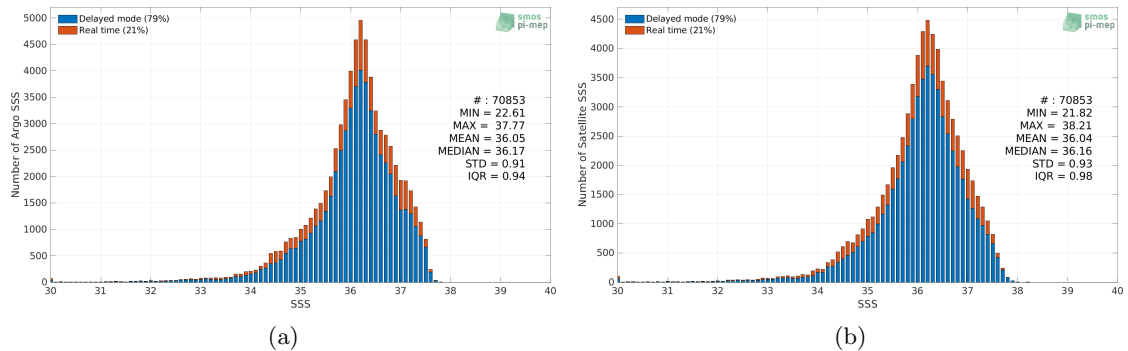 Delayed mode (79%)
Real time (21%)
smos
pi-mep
5000
4500
4000
3500
3000
2500
2000
1500
1000
500
0
Number of Argo SSS
# : 70853
MIN = 22.61
MAX = 37.77
MEAN = 36.05
MEDIAN = 36.17
STD = 0.91
IQR = 0.94
30 31 32 33 34 35 36 37 38 39 40
SSS
(a)
Delayed mode (79%)
Real time (21%)
smos
pi-mep
4500
4000
3500
3000
2500
2000
1500
1000
500
0
Number of Satellite SSS
# : 70853
MIN = 21.82
MAX = 38.21
MEAN = 36.04
MEDIAN = 36.16
STD = 0.93
IQR = 0.98
30 31 32 33 34 35 36 37 38 39 40
SSS
(b)